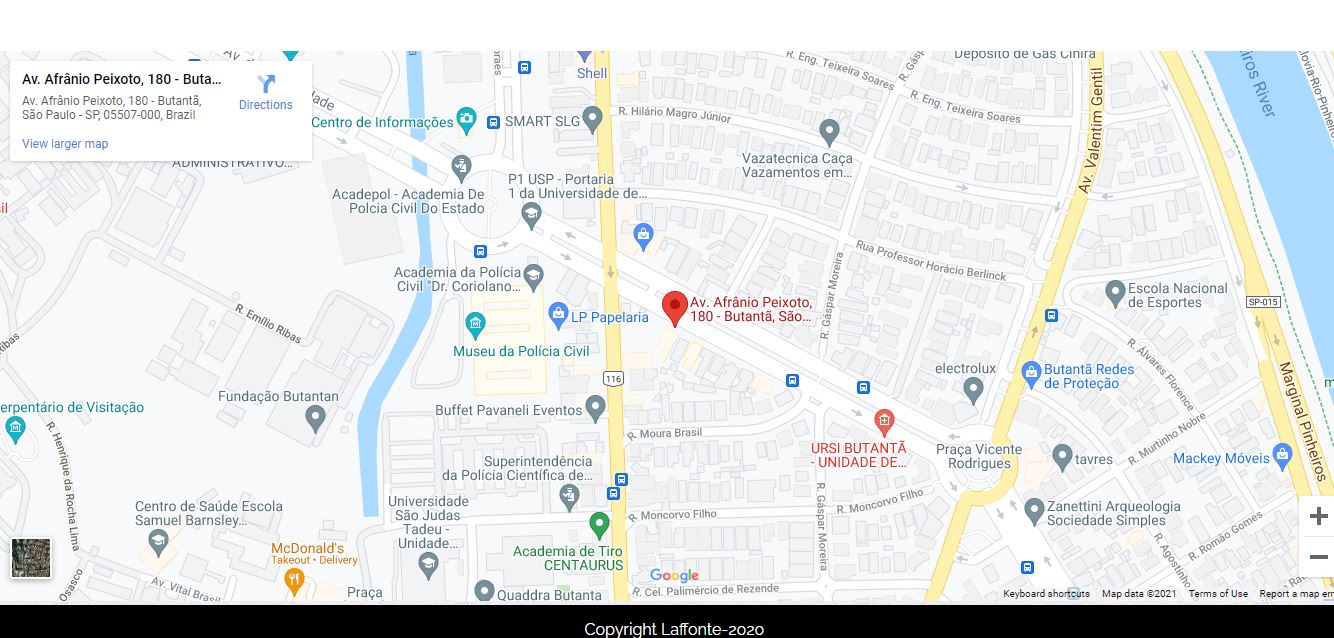 Av. Afrânio Peixoto, 180 - Buta...
Directions
Av. Afrânio Peixoto, 180 - Butantã,
São Paulo - SP, 05507-000, Brazil
View larger map
Shell
Depósito de Gás Cinira
R. Eng. Teixeira Soares
R. Eng. Teixeira Soares
Av. Valentim Gentil
Centro de Informações
SMART SLG
R. Hilário Magro Júnior
ADMINISTRATIVO...
Vazatecnica Caça
Vazamentos em...
Acadepol - Academia De
Polcia Civil Do Estado
P1 USP - Portaria
1 da Universidade de...
Rua Professor Horácio Berlinck
Academia da Polícia
Civil "Dr. Coriolano...
Av. Afrânio Peixoto,
180 - Butantã, São...
R. Gáspar Moreira
Escola Nacional
de Esportes
SP-015
R. Emílio Ribas
LP Papelaria
Museu da Polícia Civil
116
electrolux
Butantã Redes
de Proteção
R. Álvares Florence
Marginal Pinheiros
Fundação Butantan
erpentário de Visitação
Buffet Pavaneli Eventos
R. Moura Brasil
URSI BUTANTÃ
- UNIDADE DE...
Praça Vicente
Rodrigues
tavres
R. Murtinho Nobre
Mackey Móveis
R. Henrique da Rocha Lima
Superintendência
da Polícia Científica de...
Centro de Saúde Escola
Samuel Barnsley...
Universidade
São Judas
Tadeu -
Unidade...
R. Moncorvo Filho
R. Moncorvo Filho
R. Gáspar Moreira
Zanettini Arqueologia
Sociedade Simples
R. Agostinho
R. Romão Gomes
McDonald's
Takeout • Delivery
Academia de Tiro
CENTAURUS
Av. Vital Brasil
Osasco
Praça
Quaddra Butanta
Google
R. Cel. Palimércio de Rezende
Keyboard shortcuts
Map data ©2021
Terms of Use
Report a map err
Copyright Laffonte-2020